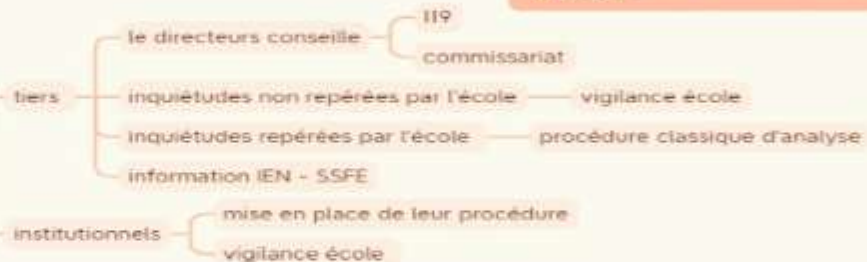 le directeurs conseille
119
commissariat
tiers
inquiétudes non repérées par l'école
vigilance école
inquiétudes repérées par l'école
procédure classique d'analyse
information IEN - SSFE
institutionnels
mise en place de leur procédure
vigilance école